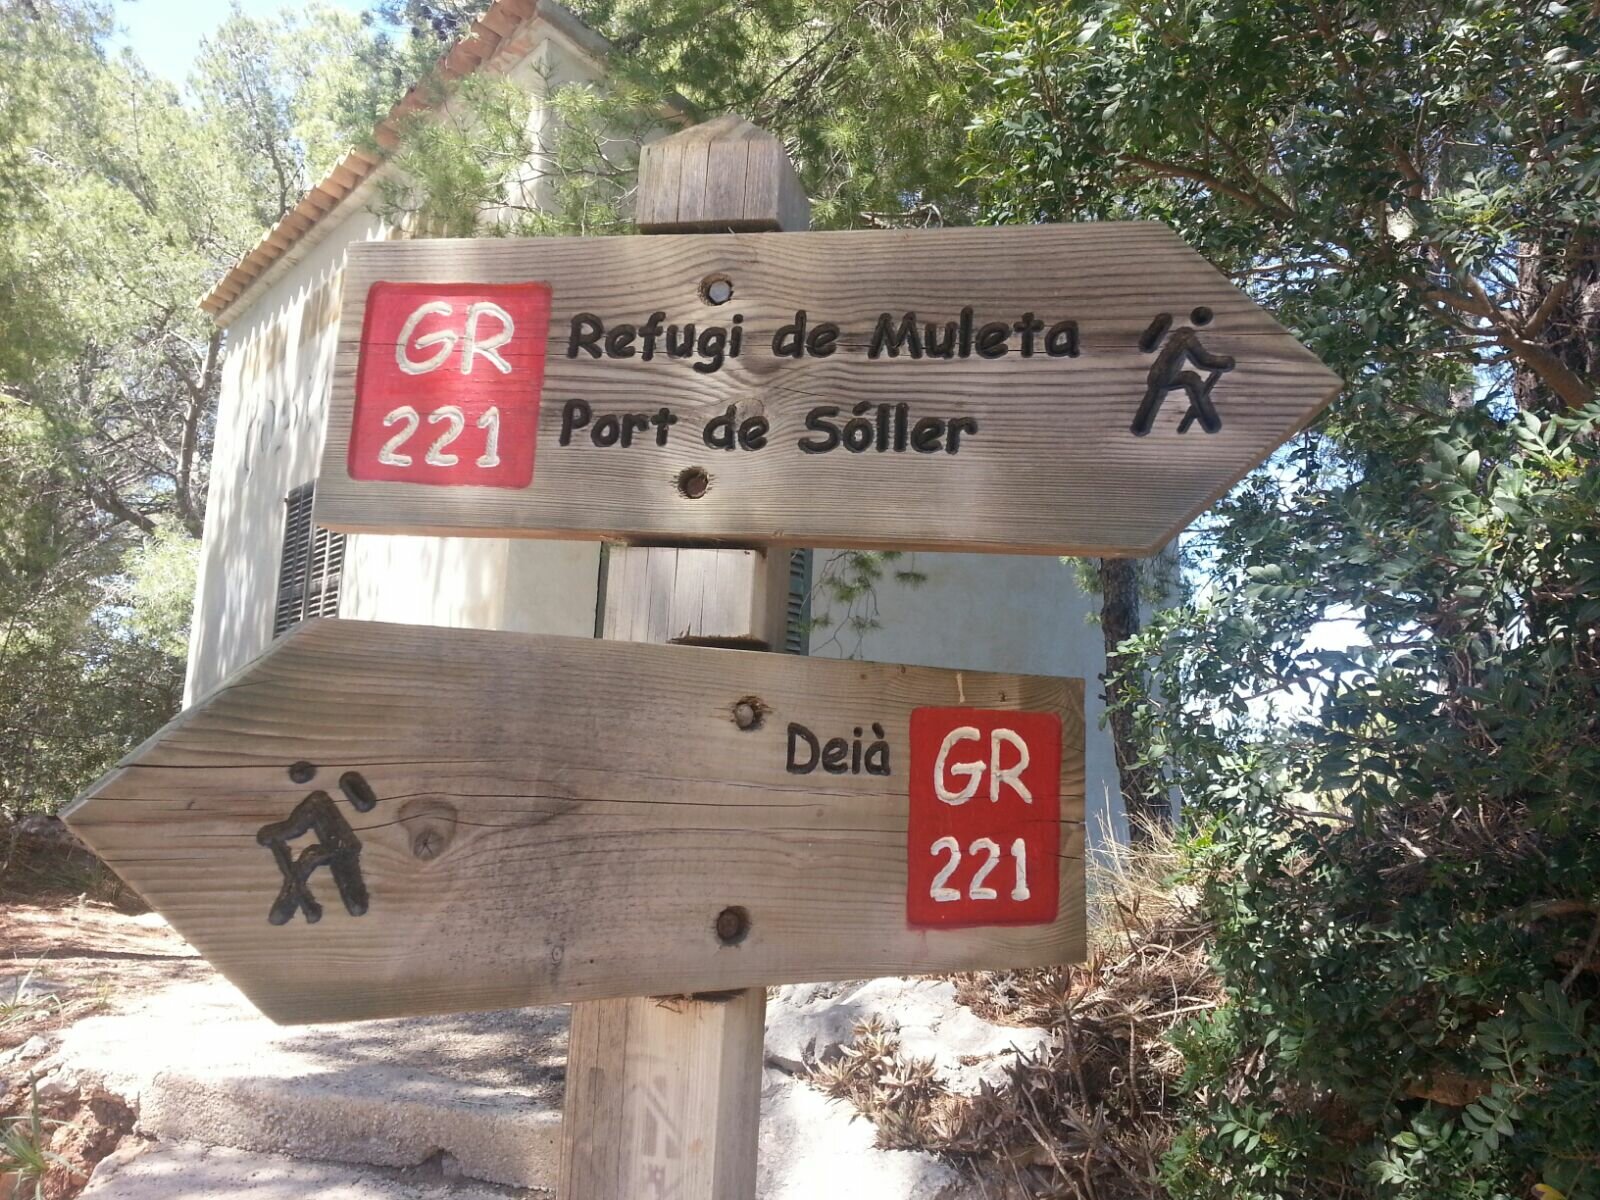 GR
221
Refugi de Muleta
Port de Sóller
Deià
GR
221